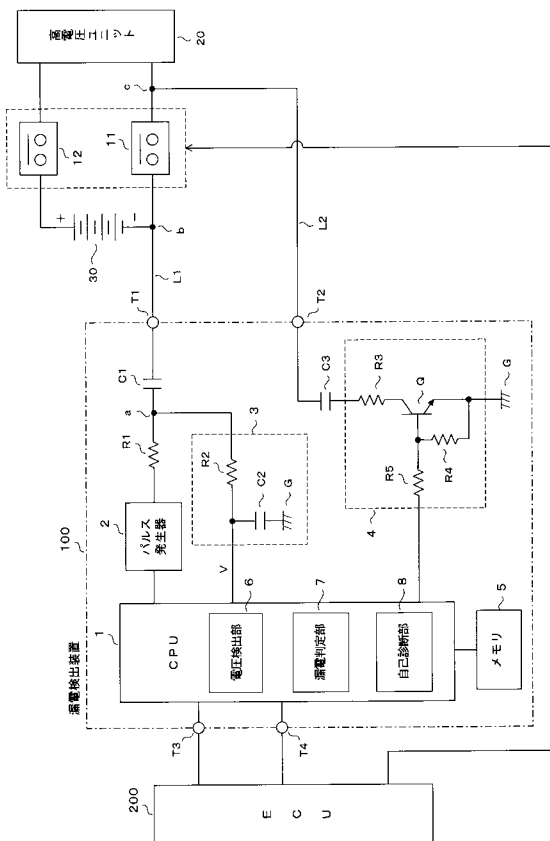 高電圧ユニット
20
c
12
11
+
-
30
b
L1
L2
T1
T2
C1
a
R1
3
R2
C2
G
V
C3
R3
Q
R4
R5
G
4
100
2
パルス発生器
1
CPU
6
電圧検出部
7
漏電判定部
8
自己診断部
5
メモリ
漏電検出装置
T3
T4
200
ECU